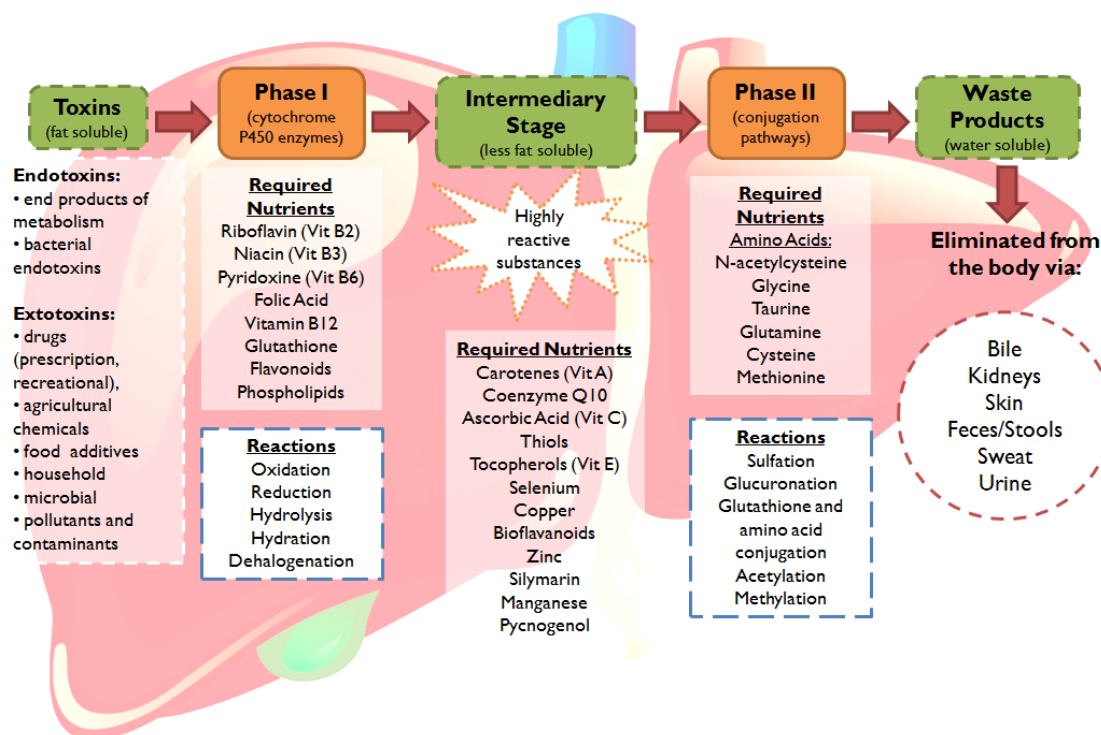 Toxins
(fat soluble)
Phase I
(cytochrome
P450 enzymes)
Intermediary
Stage
(less fat soluble)
Phase II
(conjugation
pathways)
Waste
Products
(water soluble)
Endotoxins:
• end products of
metabolism
• bacterial
endotoxins
Extotoxins:
• drugs
(prescription,
recreational),
• agricultural
chemicals
• food additives
• household
• microbial
• pollutants and
contaminants
Required
Nutrients
Riboflavin (Vit B2)
Niacin (Vit B3)
Pyridoxine (Vit B6)
Folic Acid
Vitamin B12
Glutathione
Flavonoids
Phospholipids
Reactions
Oxidation
Reduction
Hydrolysis
Hydration
Dehalogenation
Highly
reactive
substances
Required Nutrients
Carotenes (Vit A)
Coenzyme Q10
Ascorbic Acid (Vit C)
Thiols
Tocopherols (Vit E)
Selenium
Copper
Bioflavanoids
Zinc
Silymarin
Manganese
Pycnogenol
Required
Nutrients
Amino Acids:
N-acetylcysteine
Glycine
Taurine
Glutamine
Cysteine
Methionine
Reactions
Sulfation
Glucuronation
Glutathione and
amino acid
conjugation
Acetylation
Methylation
Eliminated from
the body via:
Bile
Kidneys
Skin
Feces/Stools
Sweat
Urine